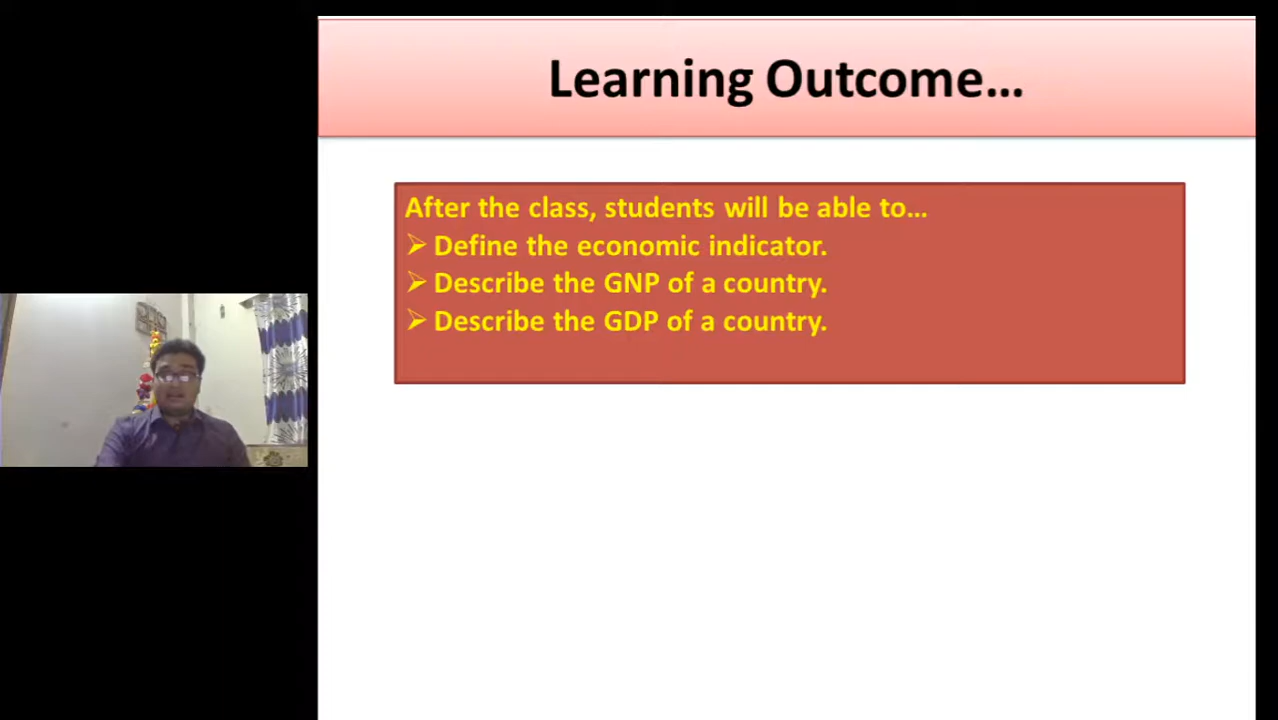 Learning Outcome...
After the class, students will be able to...
➢ Define the economic indicator.
➢ Describe the GNP of a country.
➢ Describe the GDP of a country.